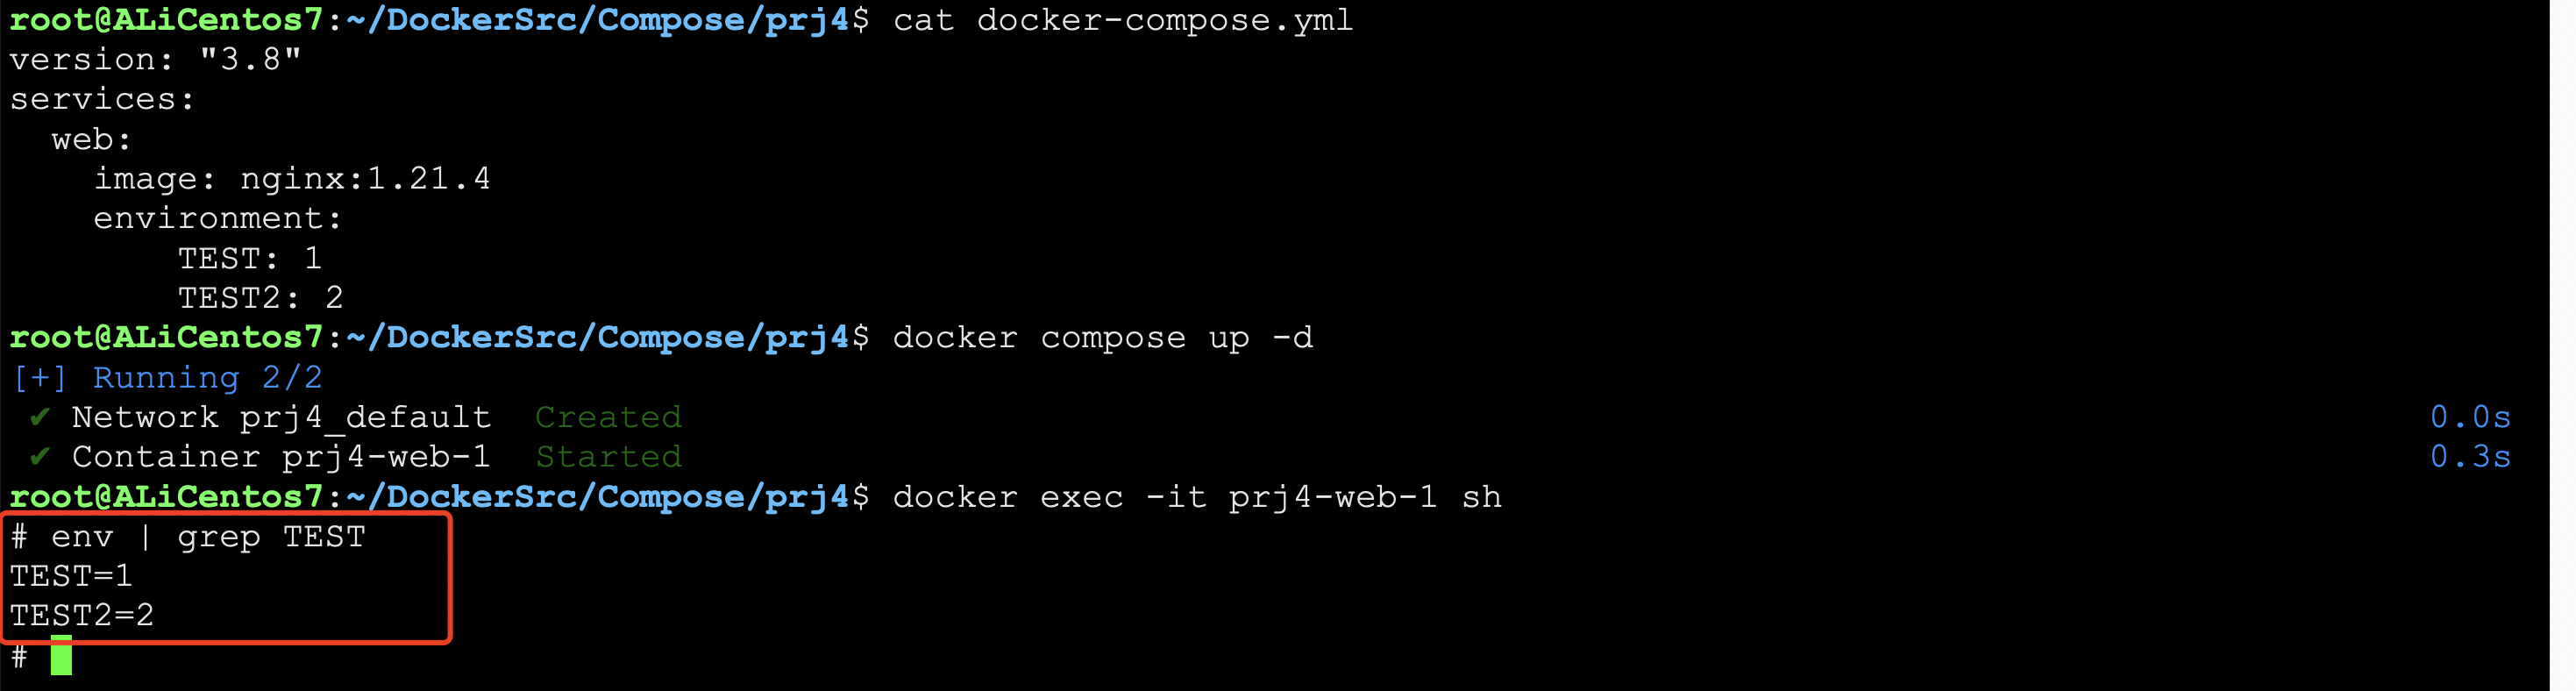 root@ALiCentos7:~/DockerSrc/Compose/prj4$ cat docker-compose.yml
version: "3.8"
services:
  web:
    image: nginx:1.21.4
    environment:
        TEST: 1
        TEST2: 2
root@ALiCentos7:~/DockerSrc/Compose/prj4$ docker compose up -d
[+] Running 2/2
 ✔ Network prj4_default  Created 0.0s
 ✔ Container prj4-web-1  Started 0.3s
root@ALiCentos7:~/DockerSrc/Compose/prj4$ docker exec -it prj4-web-1 sh
# env | grep TEST
TEST=1
TEST2=2
#